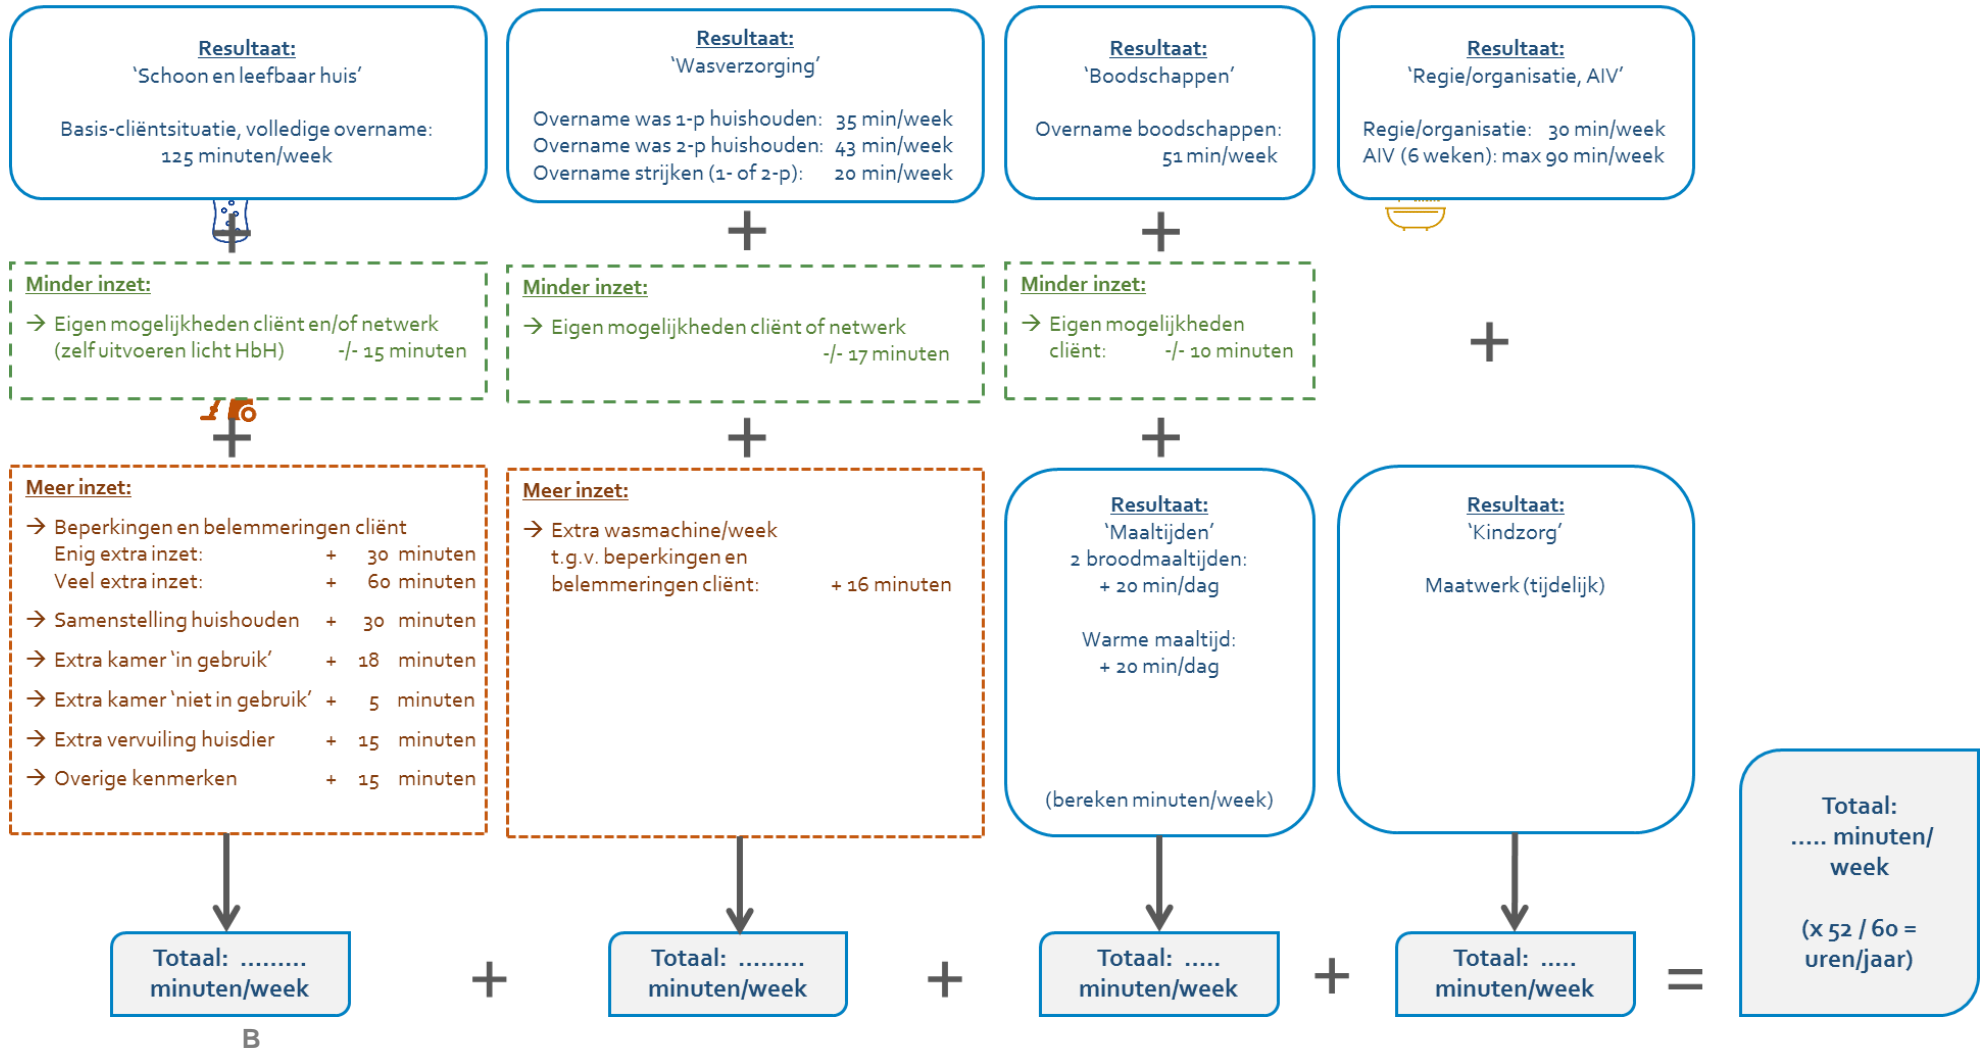 Resultaat:
‘Schoon en leefbaar huis’
Basis-cliëntsituatie, volledige overname:
125 minuten/week
Resultaat:
‘Wasverzorging’
Overname was 1-p huishouden: 35 min/week
Overname was 2-p huishouden: 43 min/week
Overname strijken (1- of 2-p): 20 min/week
Resultaat:
‘Boodschappen’
Overname boodschappen:
51 min/week
Resultaat:
‘Regie/organisatie, AIV’
Regie/organisatie: 30 min/week
AIV (6 weken): max 90 min/week
+
+
+
Minder inzet:
→ Eigen mogelijkheden cliënt en/of netwerk
(zelf uitvoeren licht HbH) -/- 15 minuten
Minder inzet:
→ Eigen mogelijkheden cliënt of netwerk
-/- 17 minuten
Minder inzet:
→ Eigen mogelijkheden
cliënt: -/- 10 minuten
+
+
+
+
Meer inzet:
→ Beperkingen en belemmeringen cliënt
Enig extra inzet: + 30 minuten
Veel extra inzet: + 60 minuten
→ Samenstelling huishouden + 30 minuten
→ Extra kamer ‘in gebruik’ + 18 minuten
→ Extra kamer ‘niet in gebruik’ + 5 minuten
→ Extra vervuiling huisdier + 15 minuten
→ Overige kenmerken + 15 minuten
Meer inzet:
→ Extra wasmachine/week
t.g.v. beperkingen en
belemmeringen cliënt: + 16 minuten
Resultaat:
‘Maaltijden’
2 broodmaaltijden:
+ 20 min/dag
Warme maaltijd:
+ 20 min/dag
(bereken minuten/week)
Resultaat:
‘Kindzorg’
Maatwerk (tijdelijk)
Totaal: .........
minuten/week
+
Totaal: .........
minuten/week
+
Totaal: .....
minuten/week
+
Totaal: .....
minuten/week
=
Totaal:
..... minuten/
week
(x 52 / 60 =
uren/jaar)
B